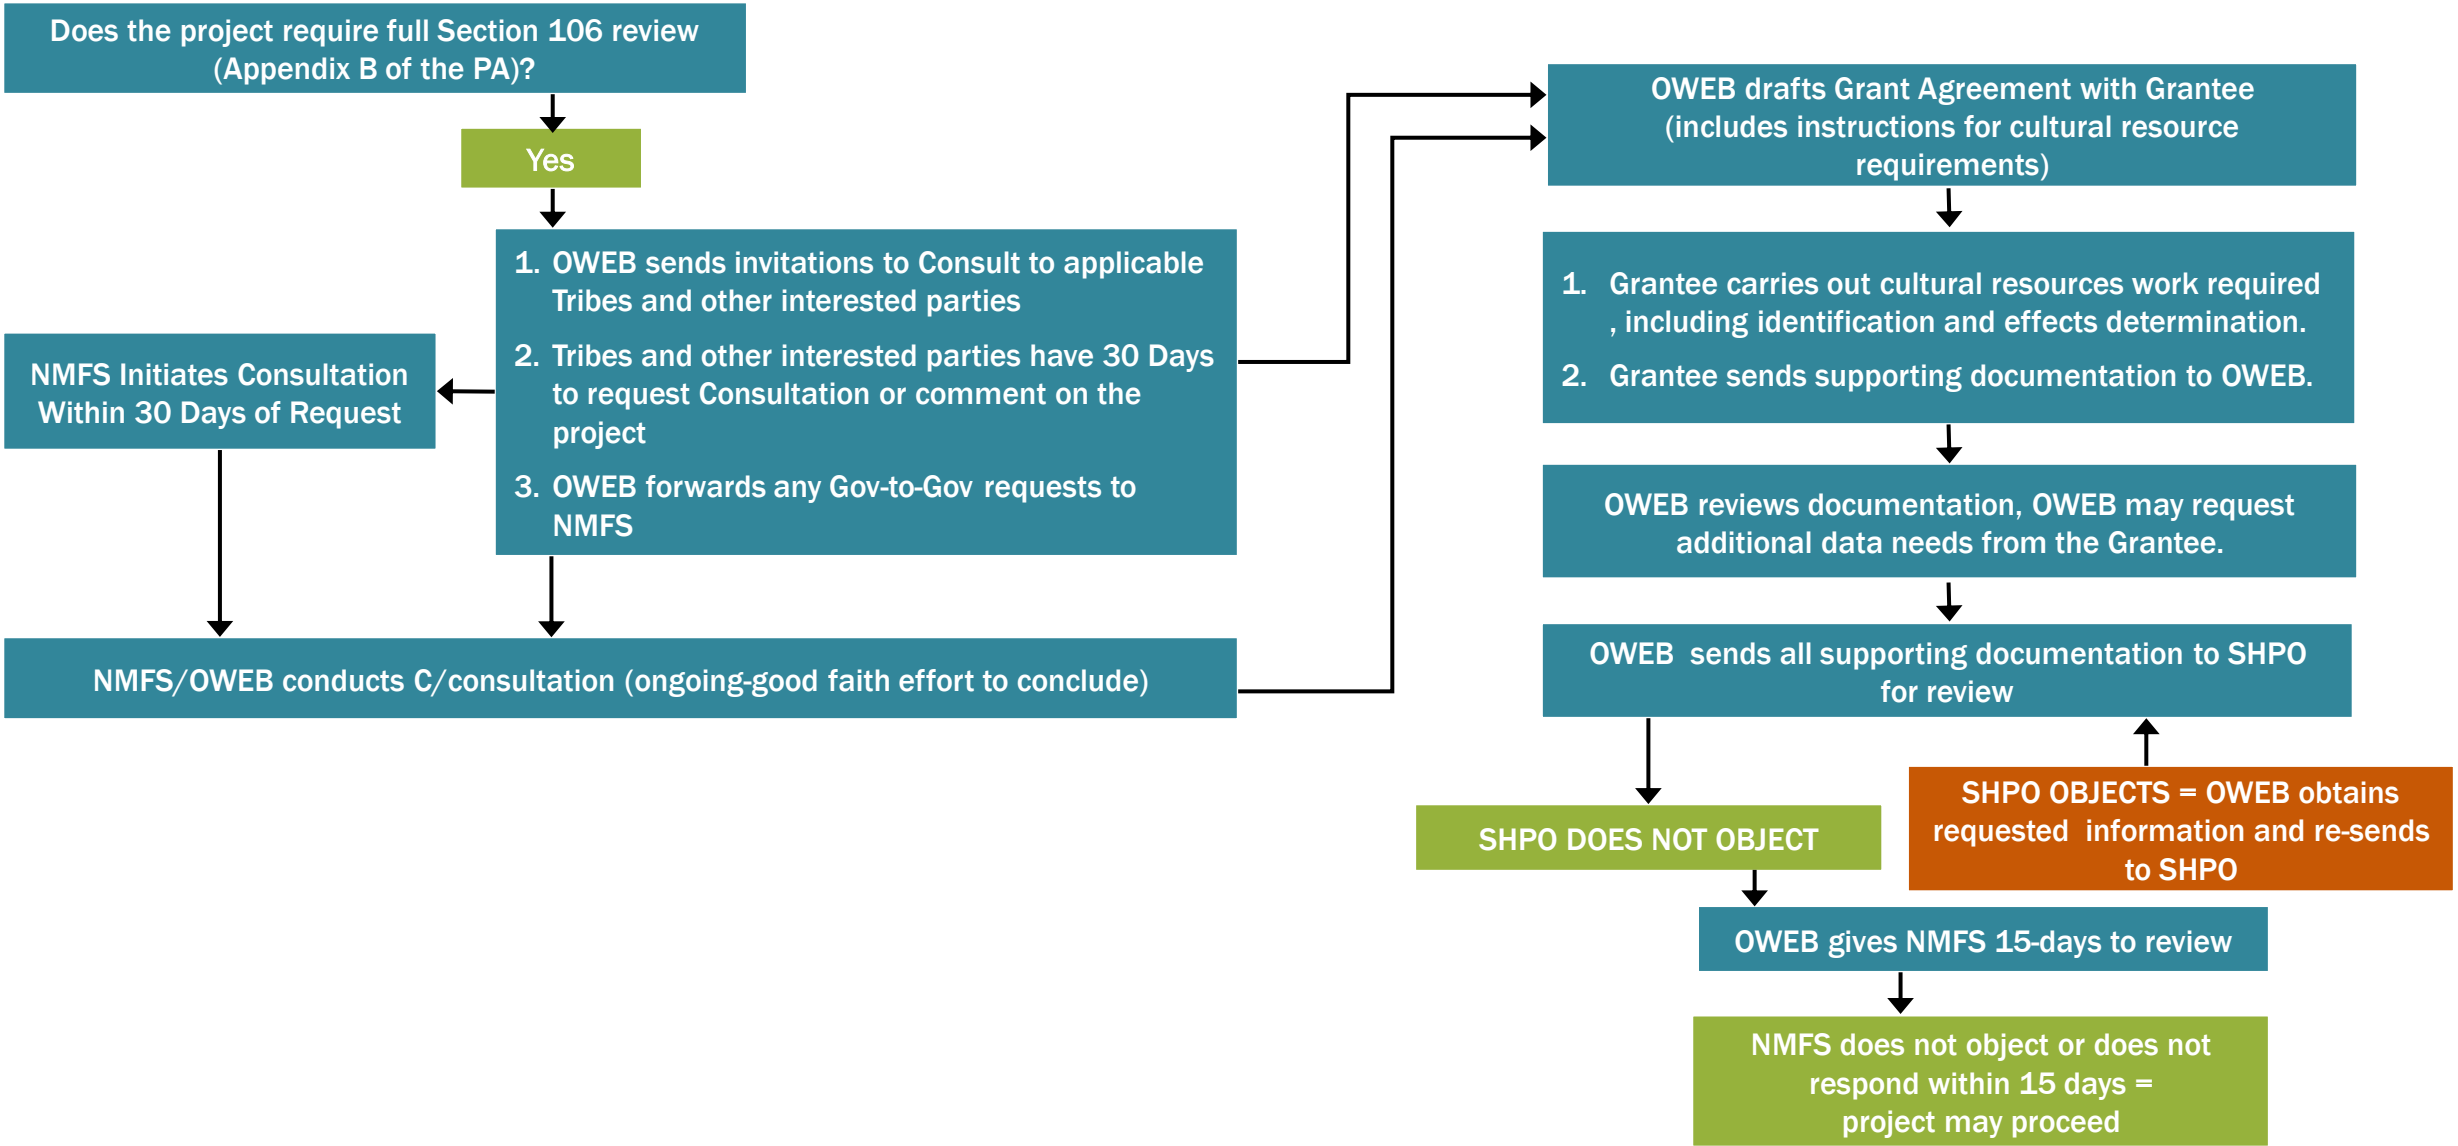 Does the project require full Section 106 review
(Appendix B of the PA)?
Yes
1. OWEB sends invitations to Consult to applicable
Tribes and other interested parties
2. Tribes and other interested parties have 30 Days
to request Consultation or comment on the
project
3. OWEB forwards any Gov-to-Gov requests to
NMFS
NMFS Initiates Consultation
Within 30 Days of Request
NMFS/OWEB conducts C/consultation (ongoing-good faith effort to conclude)
OWEB drafts Grant Agreement with Grantee
(includes instructions for cultural resource
requirements)
1. Grantee carries out cultural resources work required
, including identification and effects determination.
2. Grantee sends supporting documentation to OWEB.
OWEB reviews documentation, OWEB may request
additional data needs from the Grantee.
OWEB sends all supporting documentation to SHPO
for review
SHPO DOES NOT OBJECT
SHPO OBJECTS = OWEB obtains
requested information and re-sends
to SHPO
OWEB gives NMFS 15-days to review
NMFS does not object or does not
respond within 15 days =
project may proceed